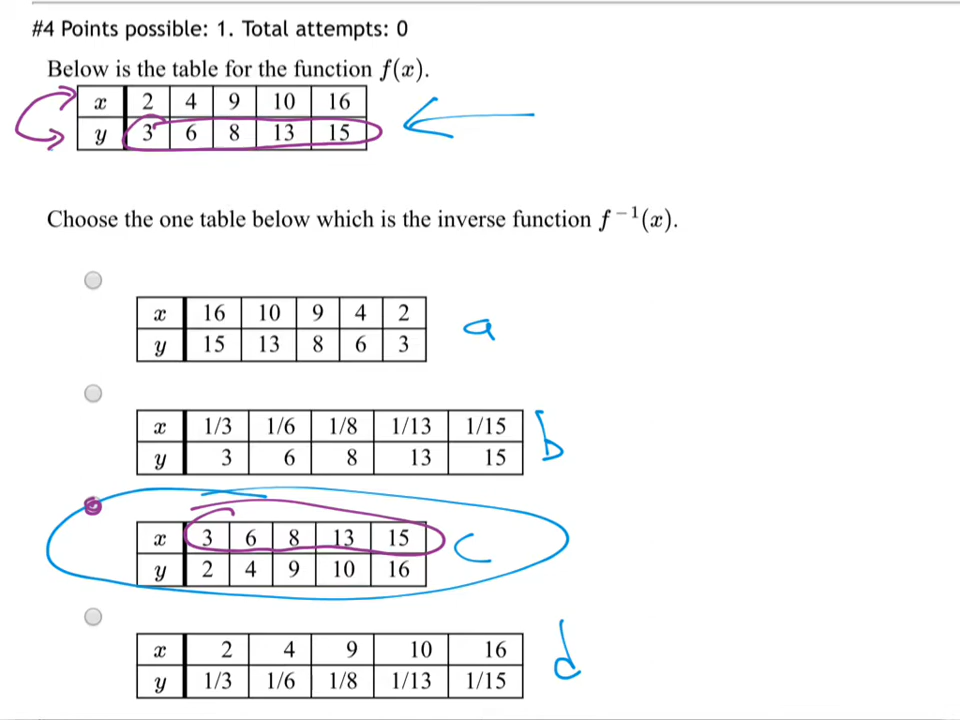 #4 Points possible: 1. Total attempts: 0
Below is the table for the function f(x).
x 2 4 9 10 16
y 3 6 8 13 15
Choose the one table below which is the inverse function f⁻¹(x).
x 16 10 9 4 2
y 15 13 8 6 3
a
x 1/3 1/6 1/8 1/13 1/15
y 3 6 8 13 15
b
x 3 6 8 13 15
y 2 4 9 10 16
c
x 2 4 9 10 16
y 1/3 1/6 1/8 1/13 1/15
d